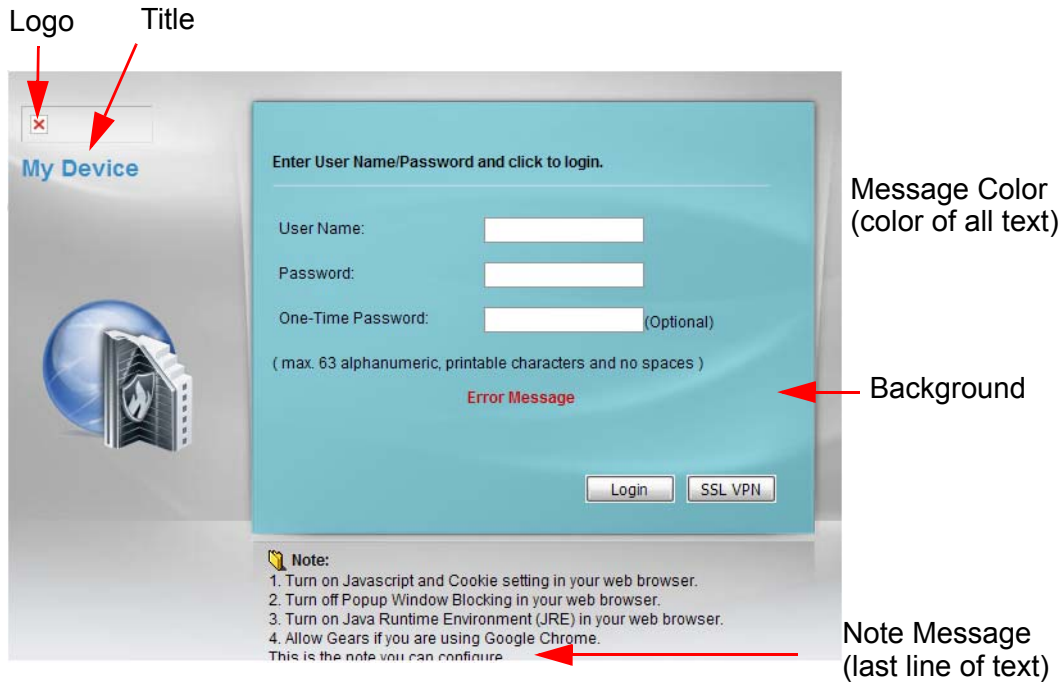 Logo
Title
My Device
Enter User Name/Password and click to login.
User Name:
Password:
One-Time Password:
(Optional)
( max. 63 alphanumeric, printable characters and no spaces )
Error Message
Login
SSL VPN
Message Color
(color of all text)
Background
Note:
1. Turn on Javascript and Cookie setting in your web browser.
2. Turn off Popup Window Blocking in your web browser.
3. Turn on Java Runtime Environment (JRE) in your web browser.
4. Allow Gears if you are using Google Chrome.
This is the note you can configure
Note Message
(last line of text)